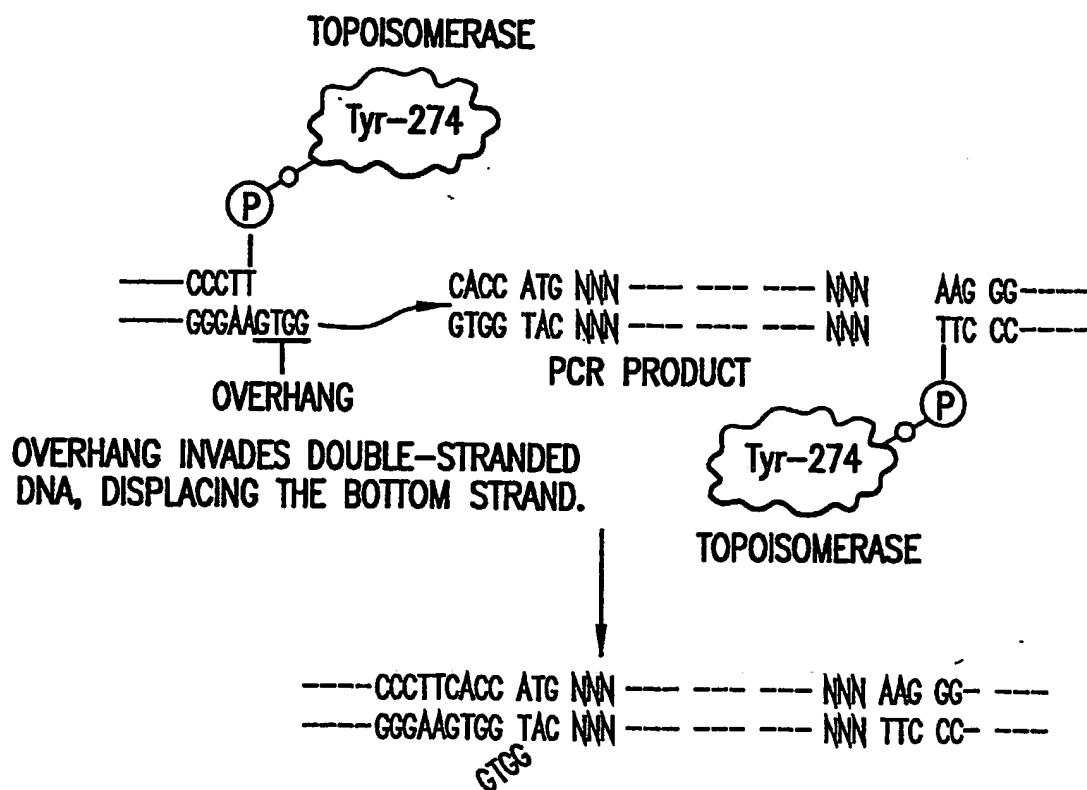 TOPOISOMERASE
Tyr-274
P
CCCTT
GGGAAGTGG
OVERHANG
CACC ATG NNN --- --- --- NNN AAG GG----
GTGG TAC NNN --- --- --- NNN TTC CC----
PCR PRODUCT
P
Tyr-274
TOPOISOMERASE
OVERHANG INVADES DOUBLE-STRANDED
DNA, DISPLACING THE BOTTOM STRAND.
----CCCTTCACC ATG NNN--- --- ---NNN AAG GG- ---
----GGGAAGTGG TAC NNN--- --- ---NNN TTC CC- ---
GTGG